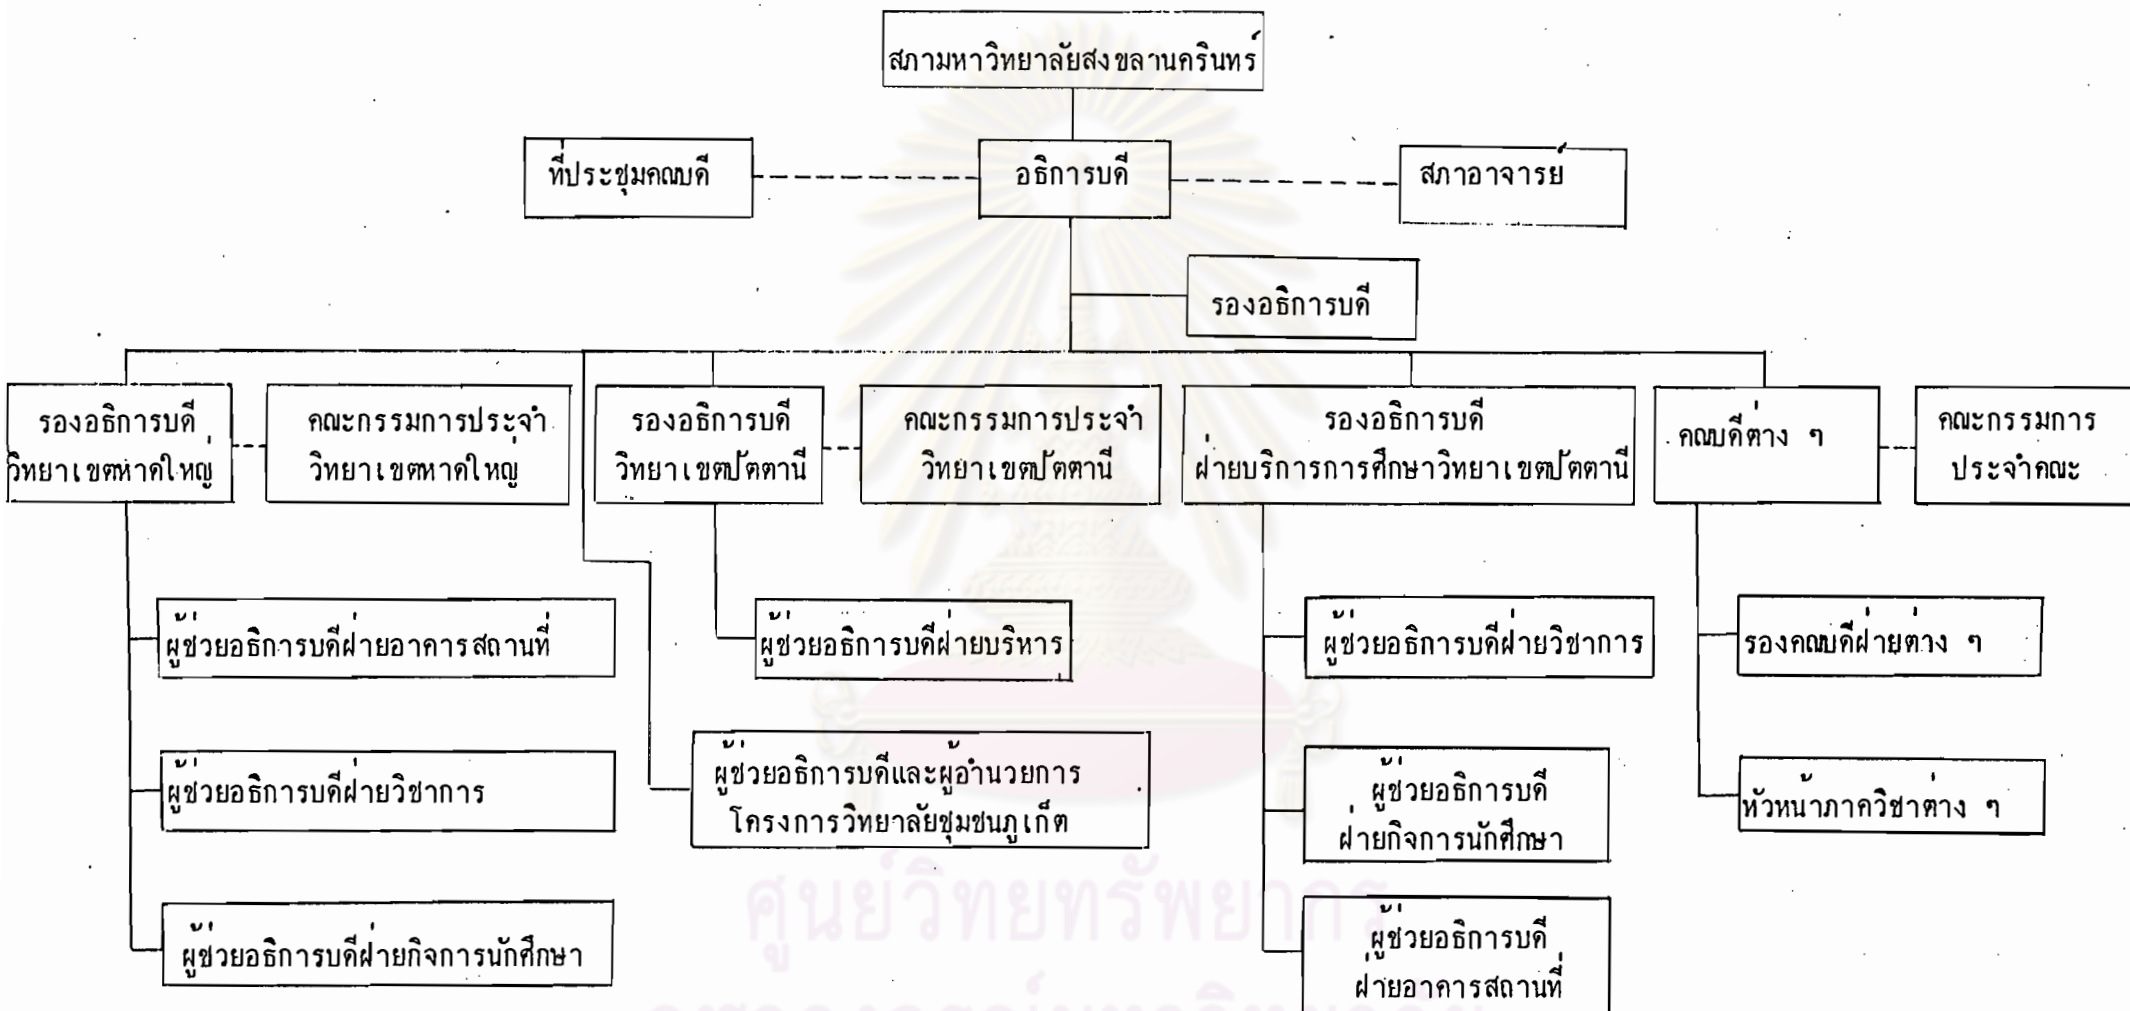 สภามหาวิทยาลัยสงขลานครินทร์
ที่ประชุมคณบดี
อธิการบดี
สภาอาจารย์
รองอธิการบดี
รองอธิการบดี
วิทยาเขตหาดใหญ่
คณะกรรมการประจำ
วิทยาเขตหาดใหญ่
รองอธิการบดี
วิทยาเขตปัตตานี
คณะกรรมการประจำ
วิทยาเขตปัตตานี
รองอธิการบดี
ฝ่ายบริการการศึกษาวิทยาเขตปัตตานี
คณบดีต่าง ๆ
คณะกรรมการ
ประจำคณะ
ผู้ช่วยอธิการบดีฝ่ายอาคารสถานที่
ผู้ช่วยอธิการบดีฝ่ายบริหาร
ผู้ช่วยอธิการบดีฝ่ายวิชาการ
รองคณบดีฝ่ายต่าง ๆ
ผู้ช่วยอธิการบดีฝ่ายวิชาการ
ผู้ช่วยอธิการบดีและผู้อำนวยการ
โครงการวิทยาลัยชุมชนภูเก็ต
ผู้ช่วยอธิการบดี
ฝ่ายกิจการนักศึกษา
หัวหน้าภาควิชาต่าง ๆ
ผู้ช่วยอธิการบดีฝ่ายกิจการนักศึกษา
ผู้ช่วยอธิการบดี
ฝ่ายอาคารสถานที่
ศูนย์วิทยทรัพยากร